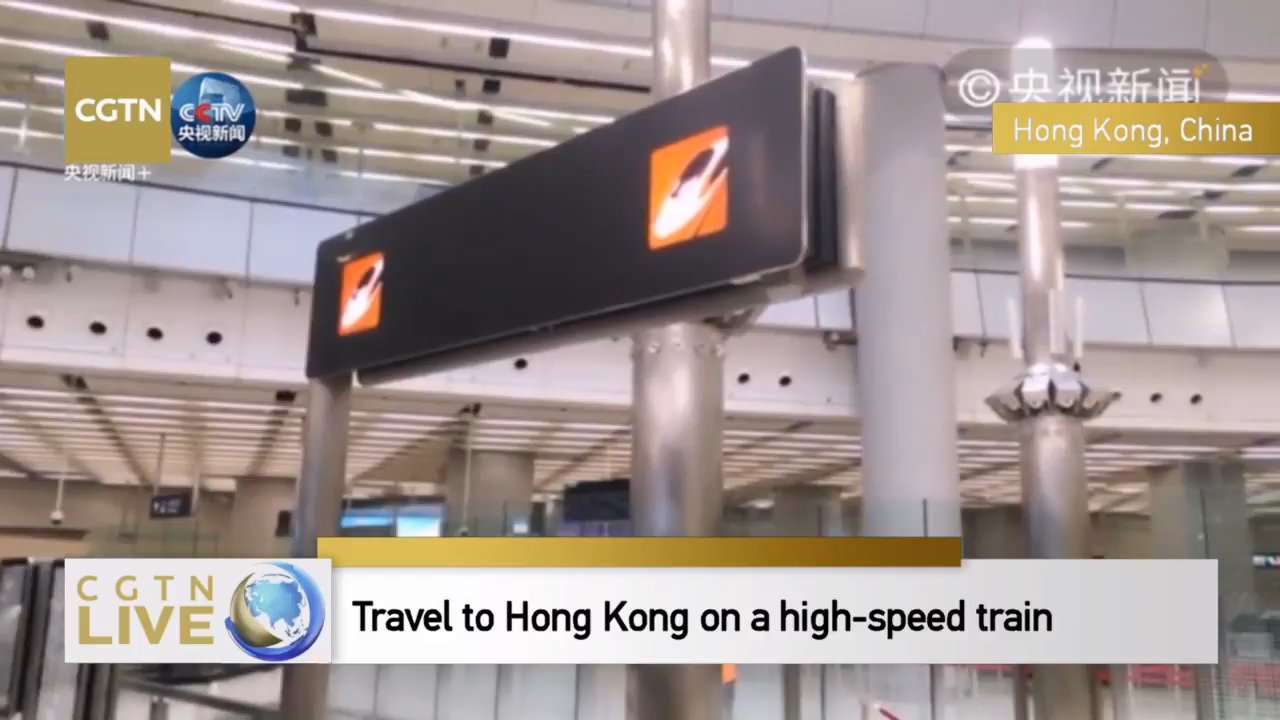 CGTN
CCTV
央视新闻
央视新闻+
©央视新闻
Hong Kong, China
CGTN
LIVE
Travel to Hong Kong on a high-speed train